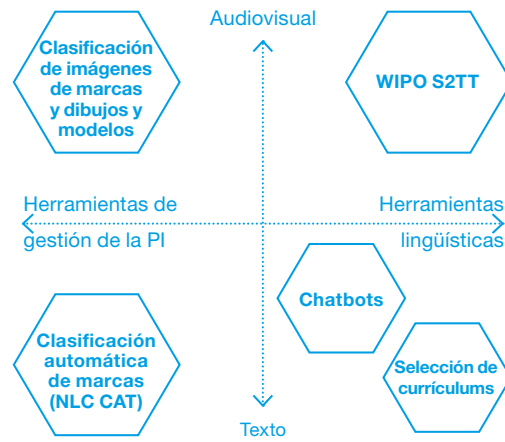 Audiovisual
Clasificación
de imágenes
de marcas
y dibujos y
modelos
WIPO S2TT
Herramientas de
gestión de la PI
Herramientas
lingüísticas
Chatbots
Clasificación
automática
de marcas
(NLC CAT)
Selección de
currículums
Texto